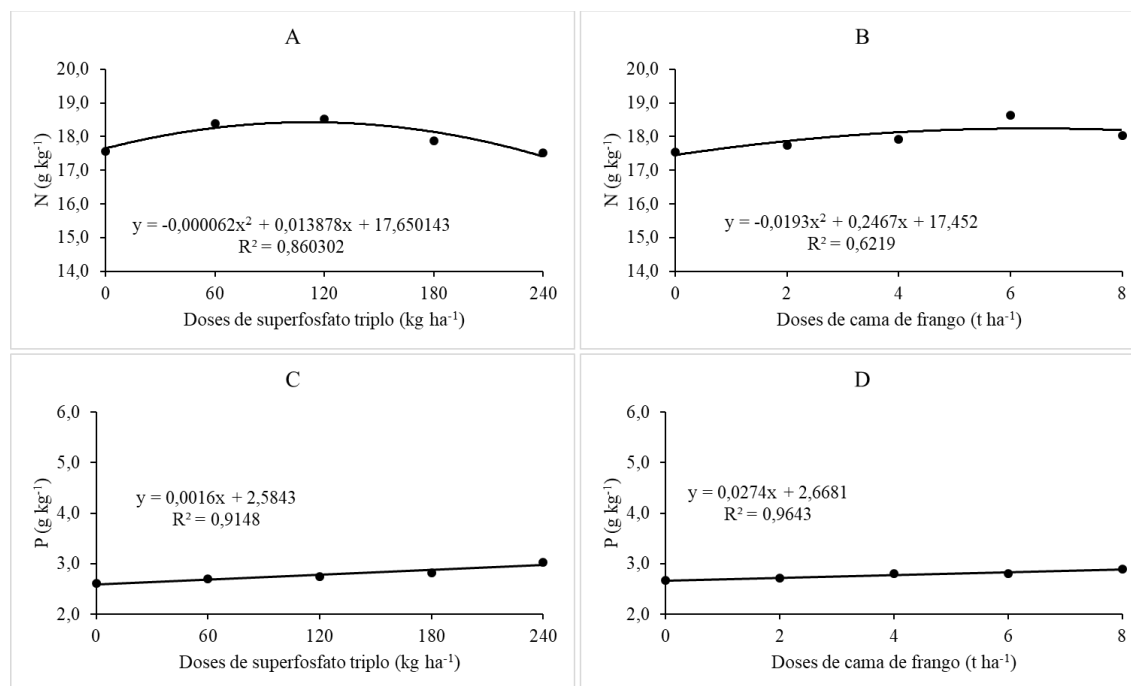 A
20,0
19,0
18,0
17,0
16,0
15,0
14,0
N (g kg⁻¹)
y = -0,000062x² + 0,013878x + 17,650143
R² = 0,860302
0 60 120 180 240
Doses de superfosfato triplo (kg ha⁻¹)
B
20,0
19,0
18,0
17,0
16,0
15,0
14,0
N (g kg⁻¹)
y = -0,0193x² + 0,2467x + 17,452
R² = 0,6219
0 2 4 6 8
Doses de cama de frango (t ha⁻¹)
C
6,0
5,0
4,0
3,0
2,0
P (g kg⁻¹)
y = 0,0016x + 2,5843
R² = 0,9148
0 60 120 180 240
Doses de superfosfato triplo (kg ha⁻¹)
D
6,0
5,0
4,0
3,0
2,0
P (g kg⁻¹)
y = 0,0274x + 2,6681
R² = 0,9643
0 2 4 6 8
Doses de cama de frango (t ha⁻¹)